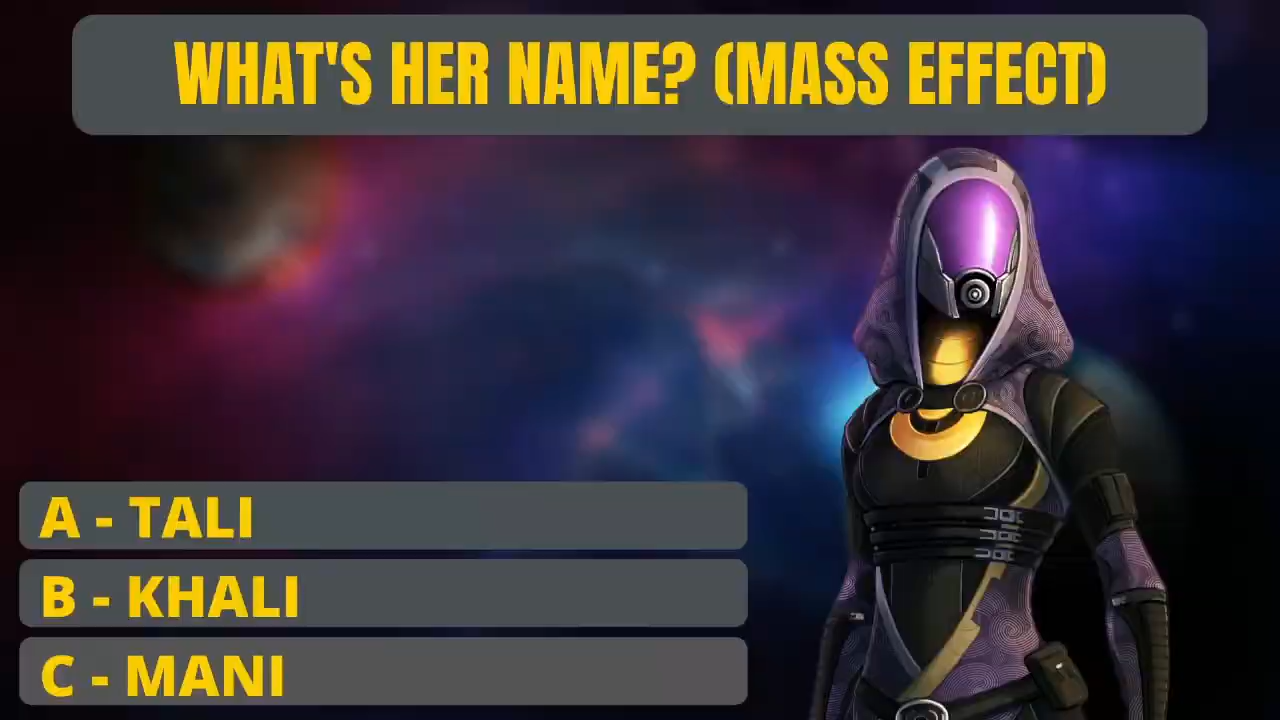 WHAT'S HER NAME? (MASS EFFECT)
A - TALI
B - KHALI
C - MANI